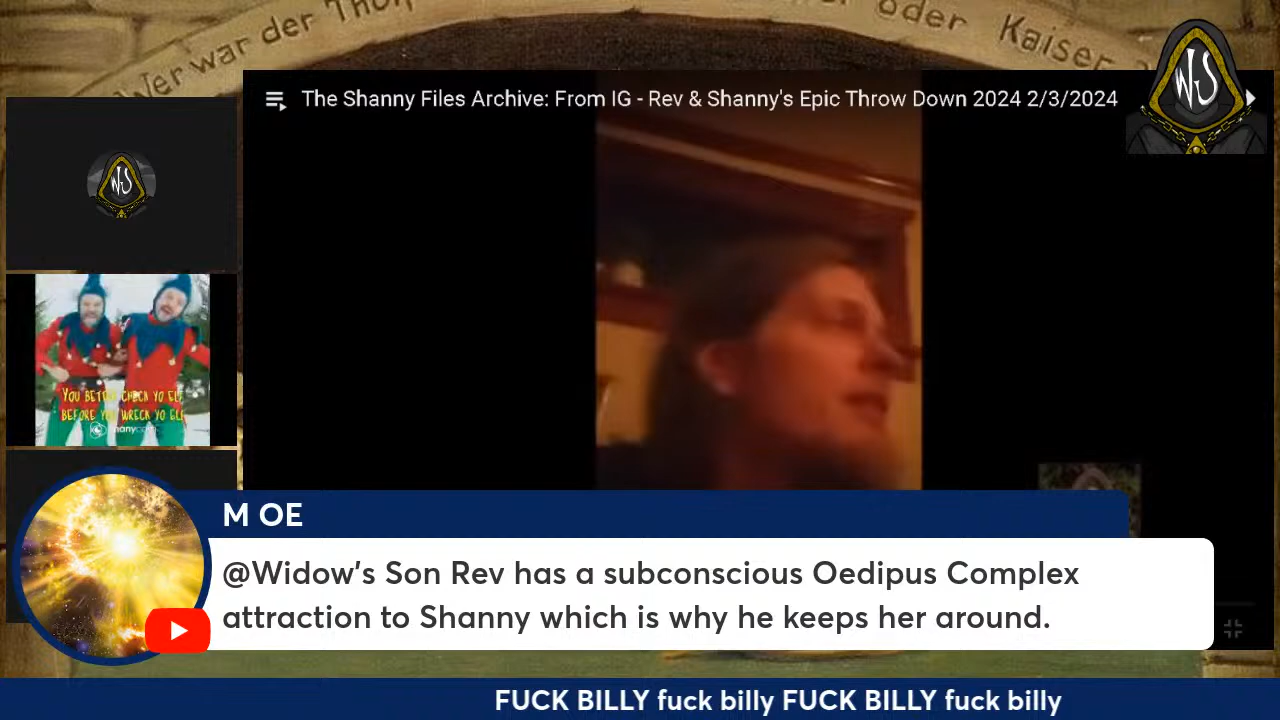 Wer war der Thor
oder Kaiser
The Shanny Files Archive: From IG - Rev & Shanny's Epic Throw Down 2024 2/3/2024
WS
WS
YOU BETTER CHECK YO ELF
BEFORE YOU WRECK YO ELF
M OE
@Widow's Son Rev has a subconscious Oedipus Complex
attraction to Shanny which is why he keeps her around.
FUCK BILLY fuck billy FUCK BILLY fuck billy